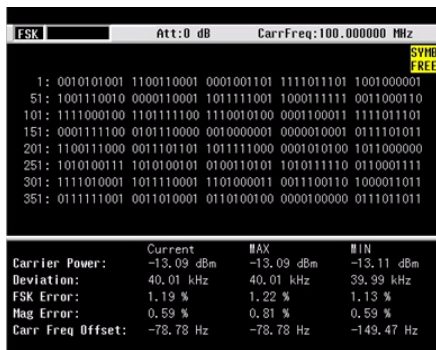 FSK Att:0 dB CarrFreq:100.000000 MHz
SYMB
FREE
1: 0010101001 1100110001 0001001101 1111011101 1001000001
51: 1001110010 0000110001 1011111001 1000111111 0011000110
101: 1111000100 1101111100 1110010100 0001100011 1111011101
151: 0001111100 0101110000 0010000001 0000010001 0111101011
201: 1100111000 0011101101 1011111000 0001010100 1011000000
251: 1010100111 1010100101 0100110101 1010111110 0110001111
301: 1111010001 1011110001 1101000011 0011100110 1000011011
351: 0111111001 0011010001 0110100100 0000100000 0111011011
Current MAX MIN
Carrier Power: -13.09 dBm -13.09 dBm -13.11 dBm
Deviation: 40.01 kHz 40.01 kHz 39.99 kHz
FSK Error: 1.19 % 1.22 % 1.13 %
Mag Error: 0.59 % 0.81 % 0.59 %
Carr Freq Offset: -78.78 Hz -78.78 Hz -149.47 Hz